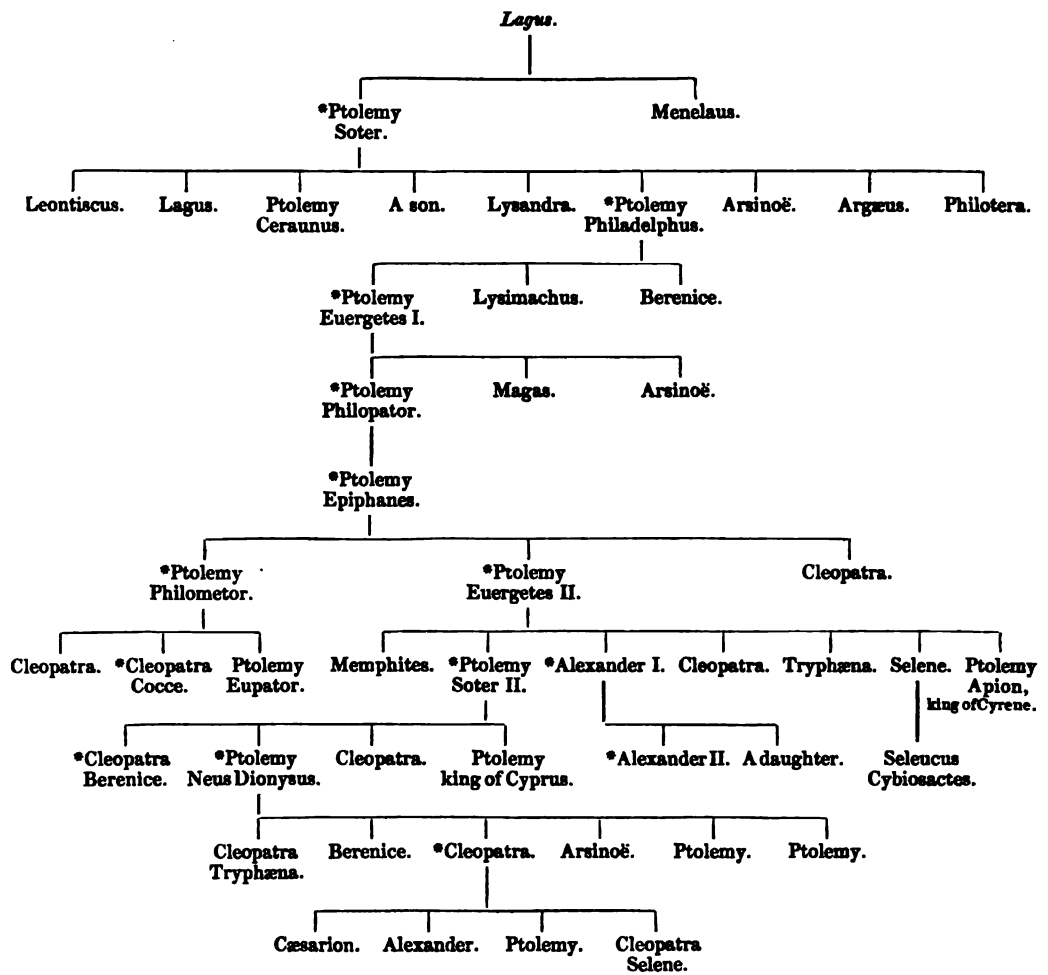 Lagus.
*Ptolemy Soter. Menelaus.
Leontiscus. Lagus. Ptolemy Ceraunus. A son. Lysandra. *Ptolemy Philadelphus. Arsinoë. Argæus. Philotera.
*Ptolemy Euergetes I. Lysimachus. Berenice.
*Ptolemy Philopator. Magas. Arsinoë.
*Ptolemy
Epiphanes.
*Ptolemy Philometor. *Ptolemy Euergetes II. Cleopatra.
Cleopatra. *Cleopatra Cocce. Ptolemy Eupator. Memphites. *Ptolemy Soter II. *Alexander I. Cleopatra. Tryphæna. Selene. Ptolemy Apion, king of Cyrene.
*Cleopatra Berenice. *Ptolemy Neus Dionysus. Cleopatra. Ptolemy king of Cyprus. *Alexander II. A daughter. Seleucus Cybiosactes.
Cleopatra Tryphæna. Berenice. *Cleopatra. Arsinoë. Ptolemy. Ptolemy.
Cæsarion. Alexander. Ptolemy. Cleopatra Selene.